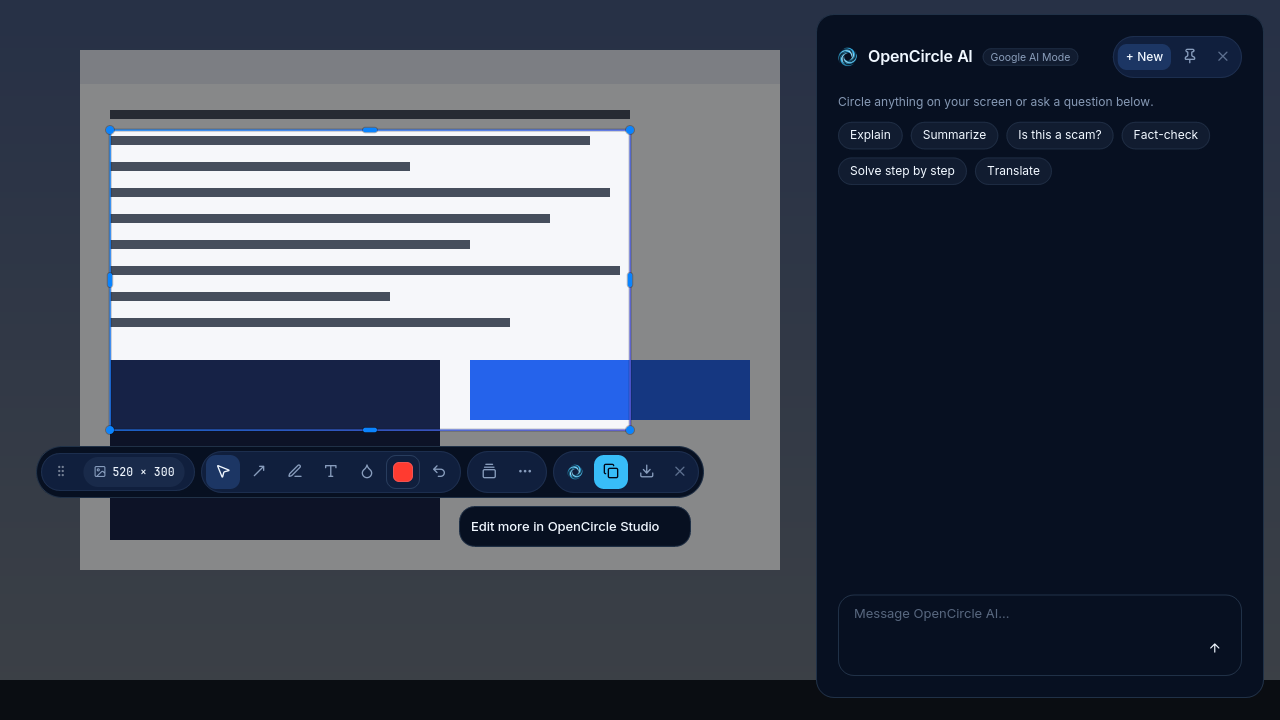 OpenCircle AI Google AI Mode + New
Circle anything on your screen or ask a question below.
Explain Summarize Is this a scam? Fact-check
Solve step by step Translate
520 × 300
Edit more in OpenCircle Studio
Message OpenCircle AI...